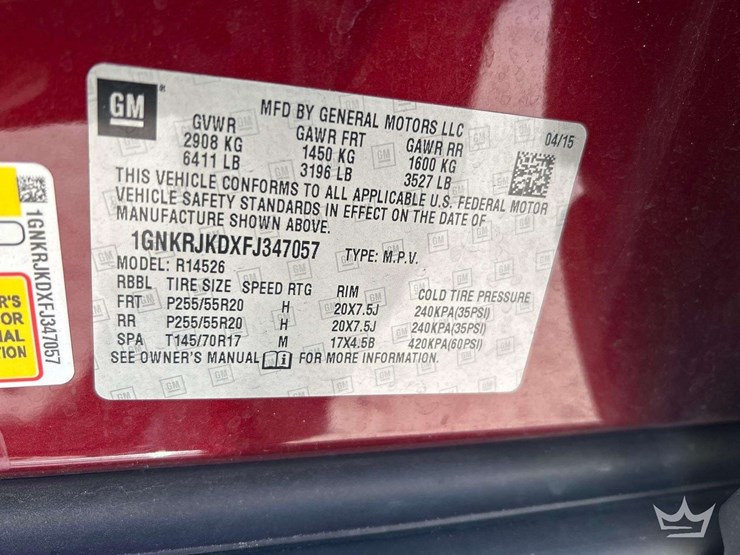 GM
MFD BY GENERAL MOTORS LLC
04/15
GVWR GAWR FRT GAWR RR
2908 KG 1450 KG 1600 KG
6411 LB 3196 LB 3527 LB
THIS VEHICLE CONFORMS TO ALL APPLICABLE U.S. FEDERAL MOTOR
VEHICLE SAFETY STANDARDS IN EFFECT ON THE DATE OF
MANUFACTURE SHOWN ABOVE.
1GNKRJKDXFJ347057 TYPE: M.P.V.
MODEL: R14526
RBBL TIRE SIZE SPEED RTG RIM COLD TIRE PRESSURE
FRT P255/55R20 H 20X7.5J 240KPA(35PSI)
RR P255/55R20 H 20X7.5J 240KPA(35PSI)
SPA T145/70R17 M 17X4.5B 420KPA(60PSI)
SEE OWNER'S MANUAL FOR MORE INFORMATION.
1GNKRJKDXFJ347057
R'S
OR
IAL
ION